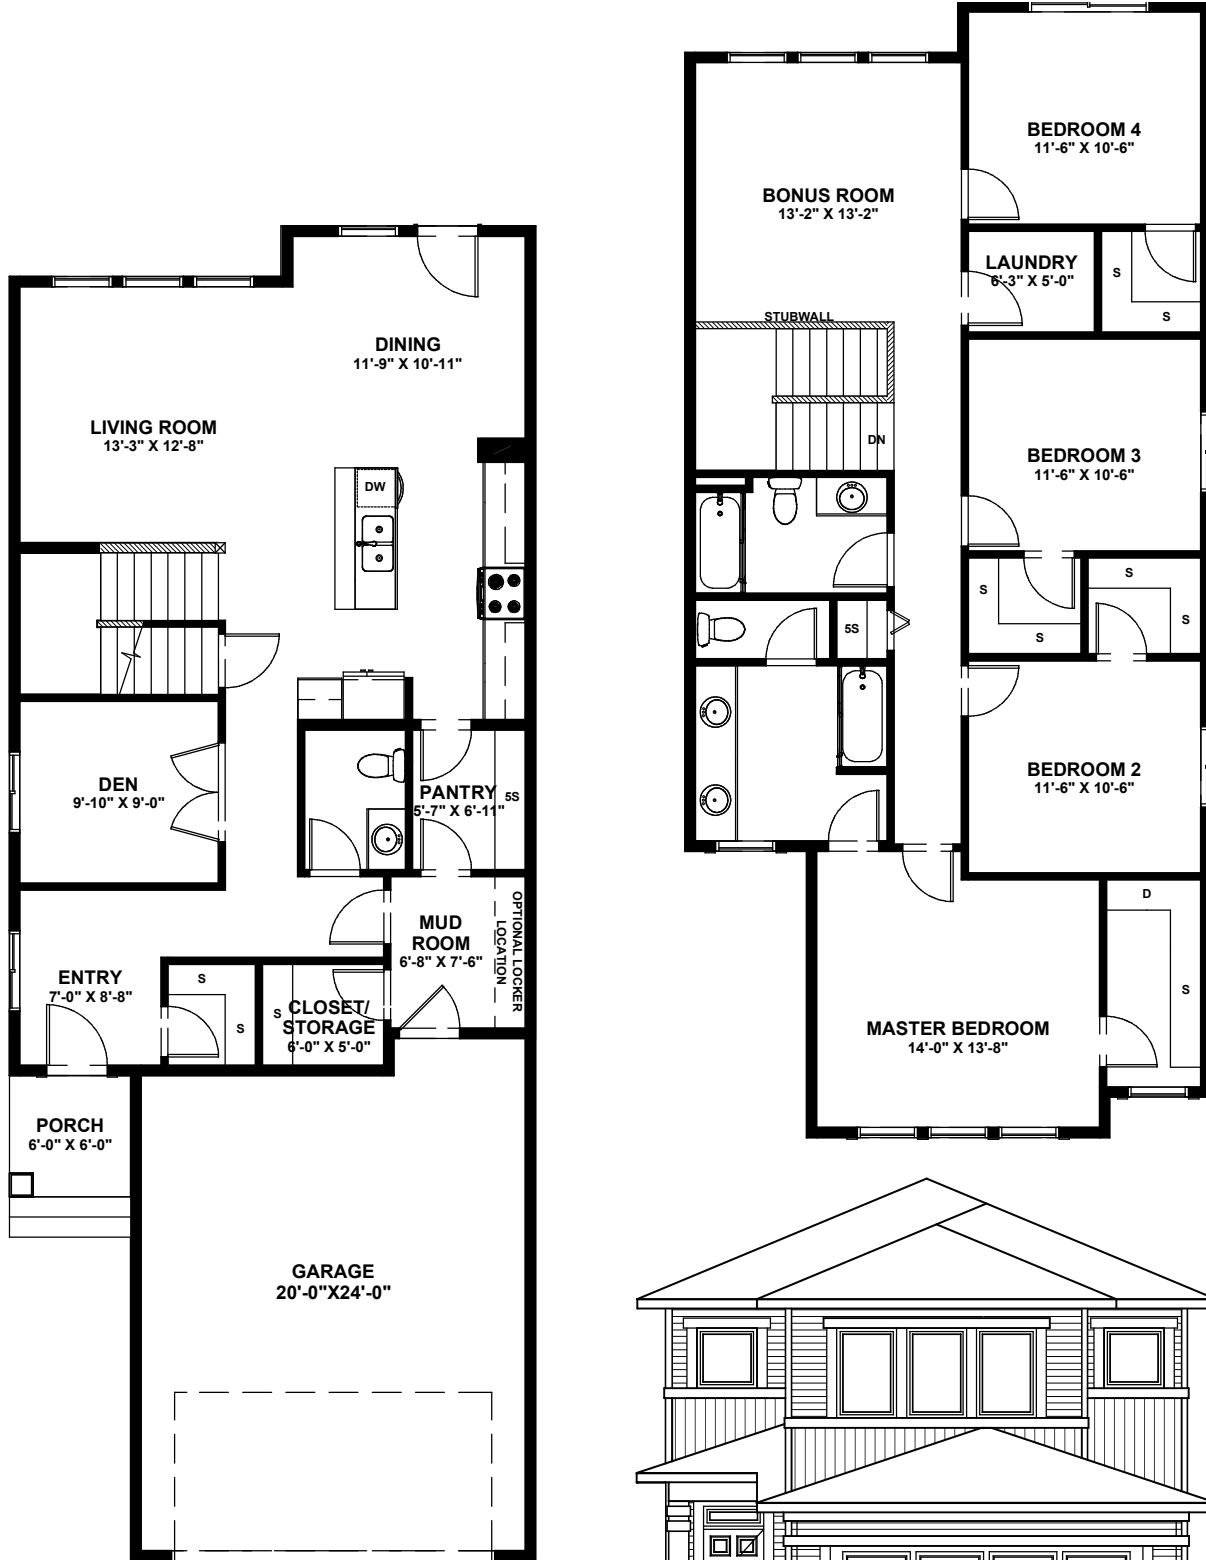 DINING
11'-9" X 10'-11"
LIVING ROOM
13'-3" X 12'-8"
DW
DEN
9'-10" X 9'-0"
PANTRY
5'-7" X 6'-11"
5S
MUD
ROOM
6'-8" X 7'-6"
OPTIONAL LOCKER
LOCATION
ENTRY
7'-0" X 8'-8"
S
S
S
CLOSET/
STORAGE
6'-0" X 5'-0"
PORCH
6'-0" X 6'-0"
GARAGE
20'-0"X24'-0"
BEDROOM 4
11'-6" X 10'-6"
BONUS ROOM
13'-2" X 13'-2"
LAUNDRY
6'-3" X 5'-0"
S
S
STUBWALL
DN
BEDROOM 3
11'-6" X 10'-6"
S
S
S
S
5S
BEDROOM 2
11'-6" X 10'-6"
D
S
MASTER BEDROOM
14'-0" X 13'-8"